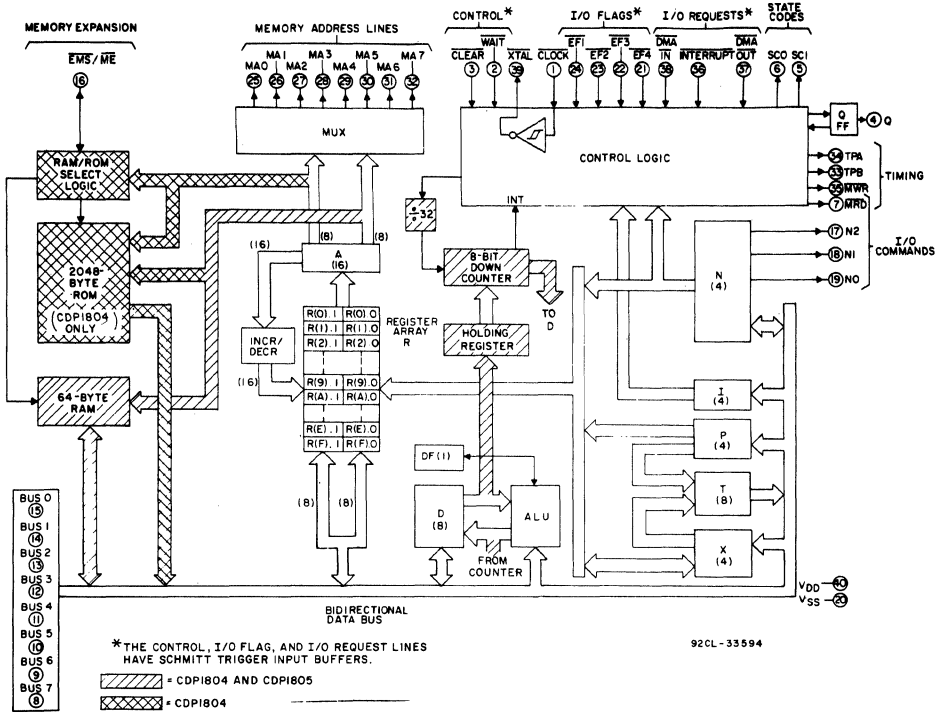 MEMORY EXPANSION
EMS/ME
16
MEMORY ADDRESS LINES
MA0 MA1 MA2 MA3 MA4 MA5 MA6 MA7
25 26 27 28 29 30 31 32
MUX
CONTROL*
CLEAR WAIT XTAL CLOCK
3 2 39 1
I/O FLAGS*
EF1 EF2 EF3 EF4
24 23 22 21
I/O REQUESTS*
DMA IN INTERRUPT DMA OUT
38 36 37
STATE CODES
SCO SCI
6 5
CONTROL LOGIC
INT
Q FF
4 Q
34 TPA
33 TPB
35 MWR
7 MRD
TIMING
17 N2
18 N1
19 NO
I/O COMMANDS
RAM/ROM SELECT LOGIC
2048-BYTE ROM
(CDP1804 ONLY)
64-BYTE RAM
(16) (8) (8)
A (16)
INCR/DECR
(16)
R(0).1 R(0).0
R(1).1 R(1).0
R(2).1 R(2).0
R(9).1 R(9).0
R(A).1 R(A).0
R(E).1 R(E).0
R(F).1 R(F).0
REGISTER ARRAY R
(8) (8)
÷ 32
8-BIT DOWN COUNTER
TO D
HOLDING REGISTER
DF(1)
D (8)
ALU
FROM COUNTER
N (4)
I (4)
P (4)
T (8)
X (4)
VDD 40
VSS 20
BUS 0
15
BUS 1
14
BUS 2
13
BUS 3
12
BUS 4
11
BUS 5
10
BUS 6
9
BUS 7
8
BIDIRECTIONAL DATA BUS
*THE CONTROL, I/O FLAG, AND I/O REQUEST LINES
HAVE SCHMITT TRIGGER INPUT BUFFERS.
= CDP1804 AND CDP1805
= CDP1804
92CL-33594